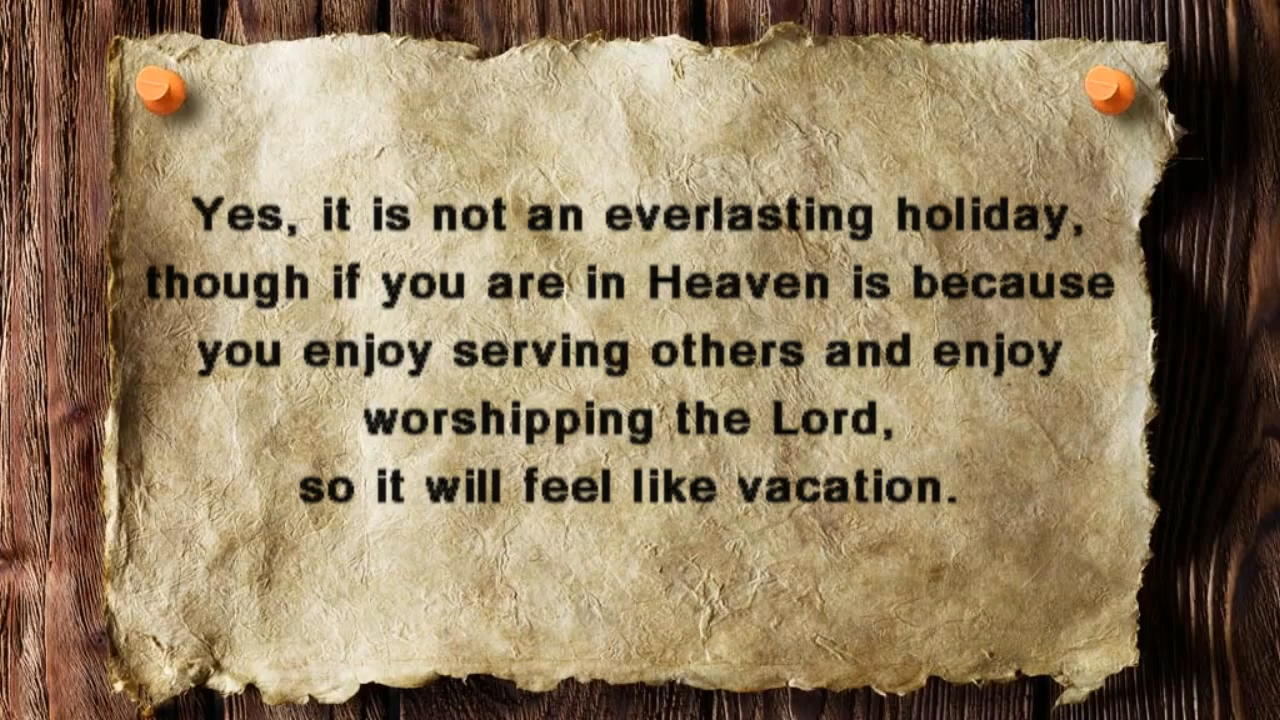 Yes, it is not an everlasting holiday,
though if you are in Heaven is because
you enjoy serving others and enjoy
worshipping the Lord,
so it will feel like vacation.